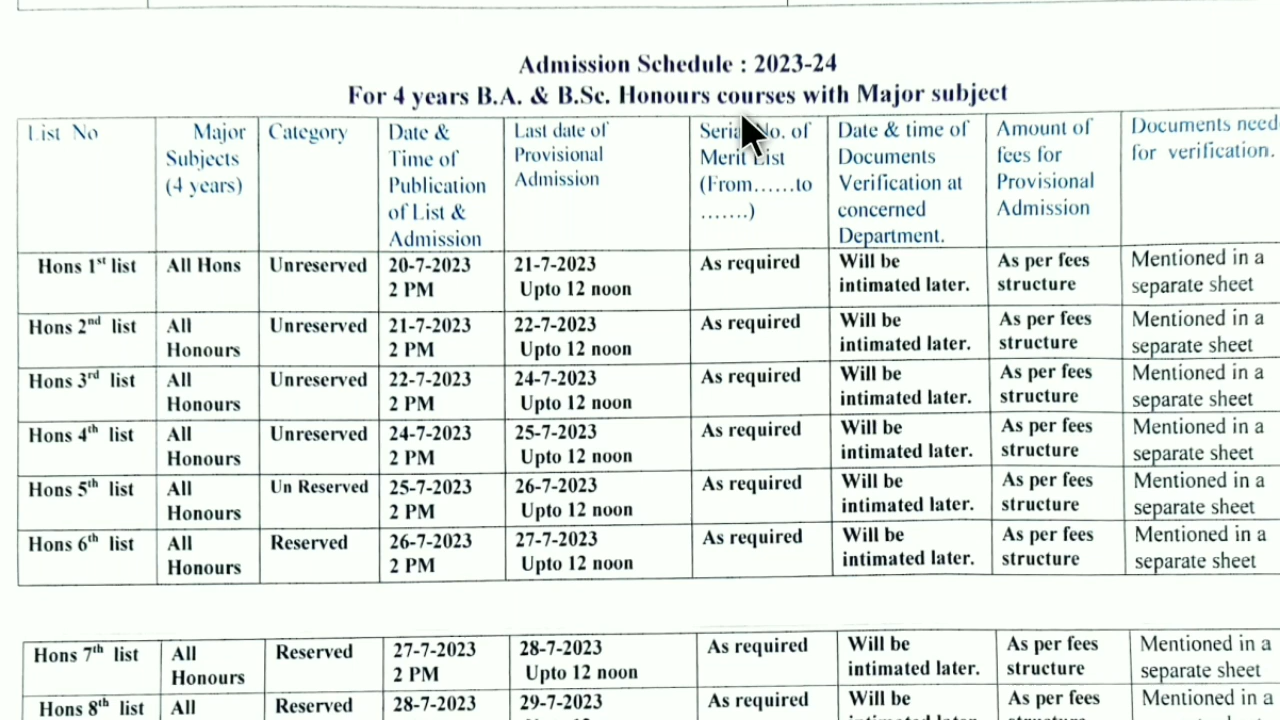 Admission Schedule : 2023-24
For 4 years B.A. & B.Sc. Honours courses with Major subject
List No
Major
Subjects
(4 years)
Category
Date &
Time of
Publication
of List &
Admission
Last date of
Provisional
Admission
No. of
Merit List
(From......to
.......)
Date & time of
Documents
Verification at
concerned
Department.
Amount of
fees for
Provisional
Admission
Documents
for verification.
Hons 1st list
All Hons
Unreserved
20-7-2023
2 PM
21-7-2023
Upto 12 noon
As required
Will be
intimated later.
As per fees
structure
Mentioned in a
separate sheet
Hons 2nd list
All
Honours
Unreserved
21-7-2023
2 PM
22-7-2023
Upto 12 noon
As required
Will be
intimated later.
As per fees
structure
Mentioned in a
separate sheet
Hons 3rd list
All
Honours
Unreserved
22-7-2023
2 PM
24-7-2023
Upto 12 noon
As required
Will be
intimated later.
As per fees
structure
Mentioned in a
separate sheet
Hons 4th list
All
Honours
Unreserved
24-7-2023
2 PM
25-7-2023
Upto 12 noon
As required
Will be
intimated later.
As per fees
structure
Mentioned in a
separate sheet
Hons 5th list
All
Honours
Un Reserved
25-7-2023
2 PM
26-7-2023
Upto 12 noon
As required
Will be
intimated later.
As per fees
structure
Mentioned in a
separate sheet
Hons 6th list
All
Honours
Reserved
26-7-2023
2 PM
27-7-2023
Upto 12 noon
As required
Will be
intimated later.
As per fees
structure
Mentioned in a
separate sheet
Hons 7th list
All
Honours
Reserved
27-7-2023
2 PM
28-7-2023
Upto 12 noon
As required
Will be
intimated later.
As per fees
structure
Mentioned in a
separate sheet
Hons 8th list
All
Reserved
28-7-2023
29-7-2023
As required
Will be
As per fees
Mentioned in a